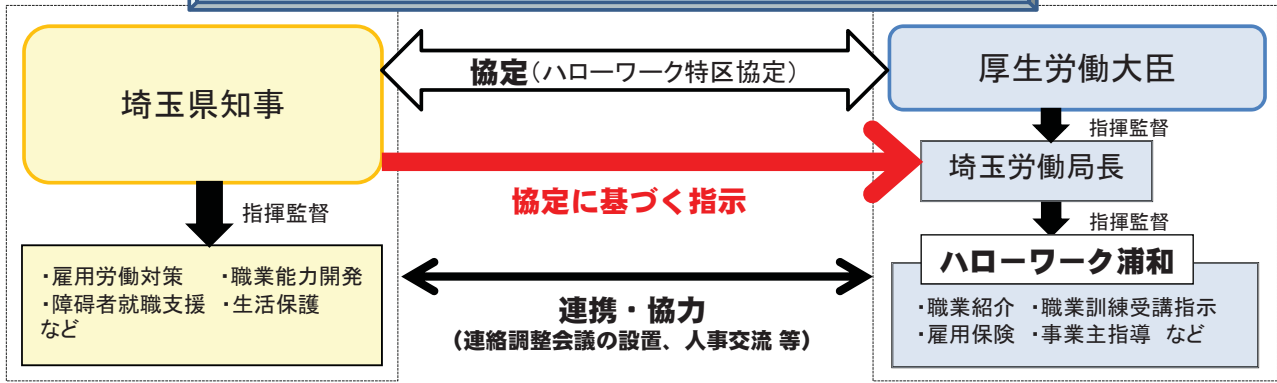 埼玉県知事
協定(ハローワーク特区協定)
厚生労働大臣
指揮監督
埼玉労働局長
協定に基づく指示
指揮監督
指揮監督
・雇用労働対策 ・職業能力開発
・障碍者就職支援 ・生活保護
など
連携・協力
(連絡調整会議の設置、人事交流 等)
ハローワーク浦和
・職業紹介 ・職業訓練受講指示
・雇用保険 ・事業主指導 など